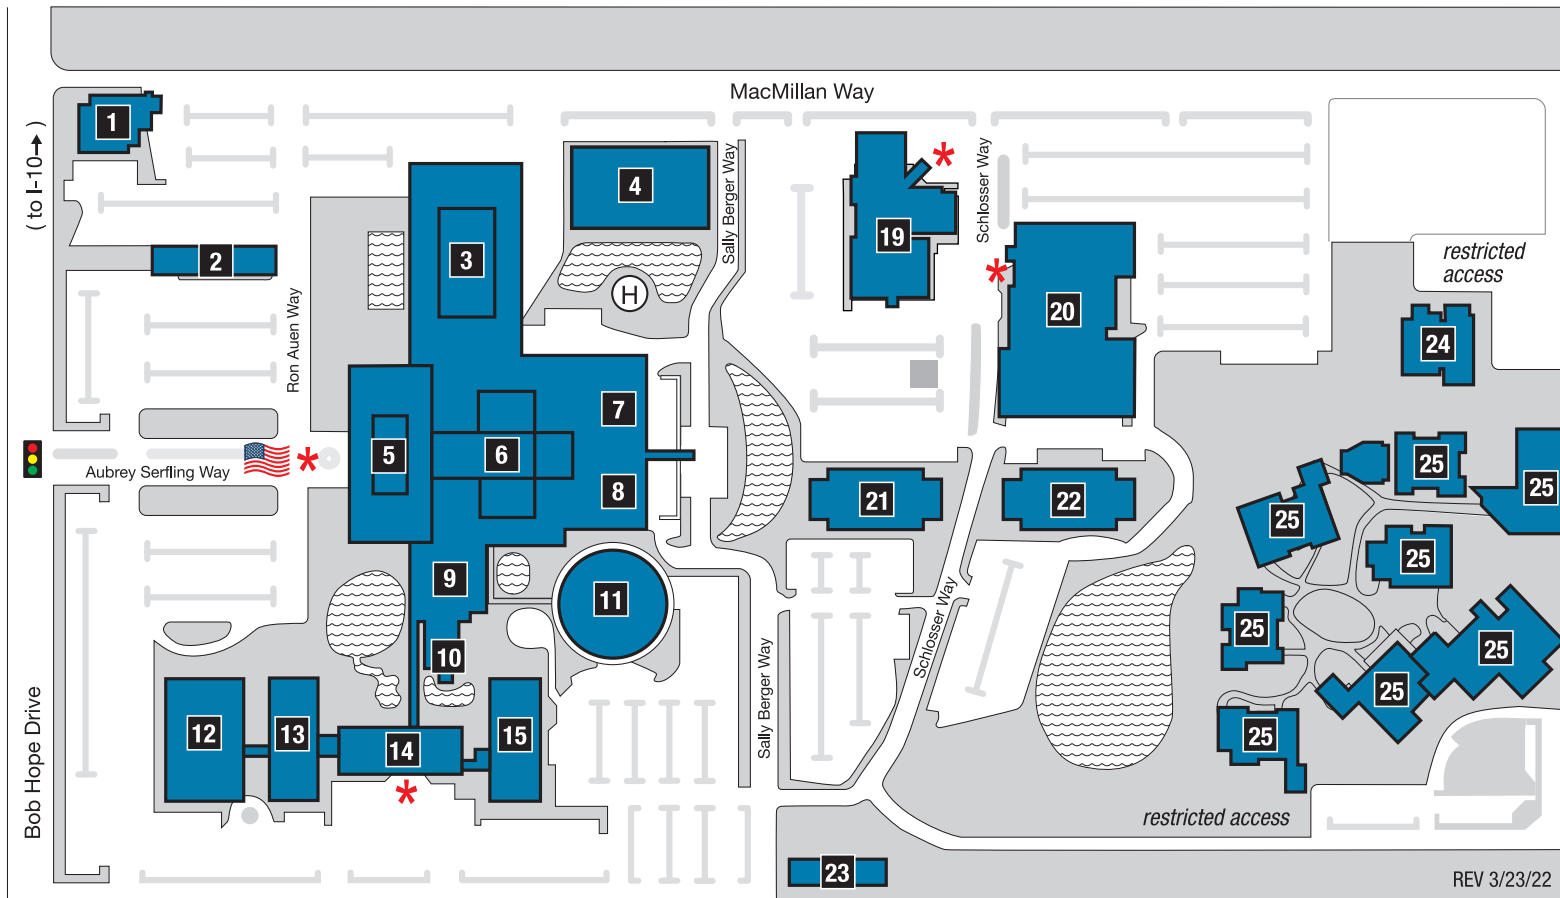 MacMillan Way
( to I-10→ )
1
2
3
4
Sally Berger Way
19
Schlosser Way
20
restricted
access
24
H
Ron Auen Way
5
6
7
8
Aubrey Serfling Way
21
22
25
25
25
25
9
10
11
25
25
25
25
Schlosser Way
Sally Berger Way
12
13
14
15
Bob Hope Drive
restricted access
23
REV 3/23/22